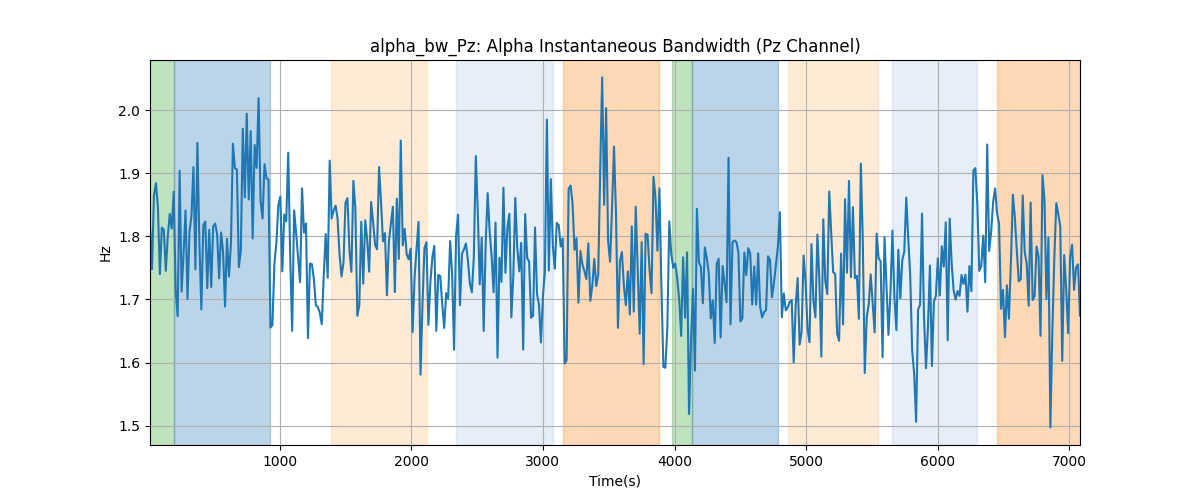 alpha_bw_Pz: Alpha Instantaneous Bandwidth (Pz Channel)
2.0
1.9
1.8
1.7
1.6
1.5
Hz
1000 2000 3000 4000 5000 6000 7000
Time(s)